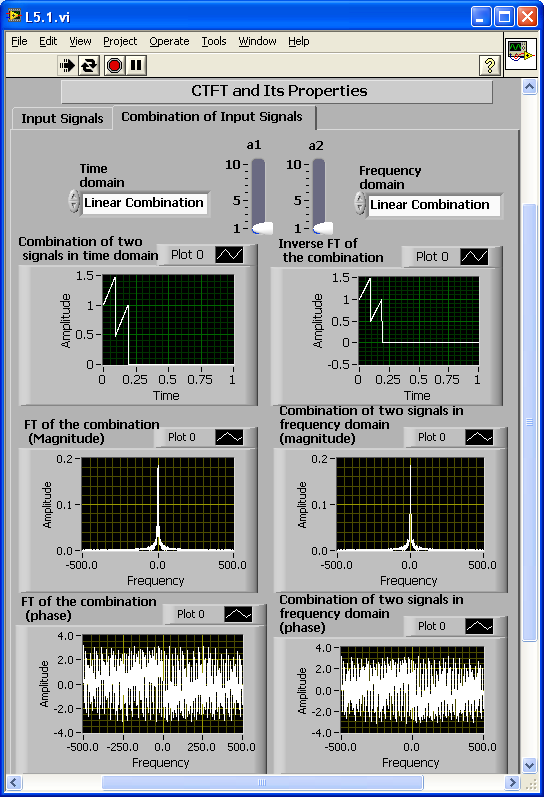 L5.1.vi
File Edit View Project Operate Tools Window Help
?
CTFT and Its Properties
Input Signals
Combination of Input Signals
a1
a2
10
5
1
10
5
1
Time
domain
Linear Combination
Frequency
domain
Linear Combination
Combination of two
signals in time domain
Plot 0
Amplitude
1.5
1
0.5
0
0 0.25 0.5 0.75 1
Time
Inverse FT of
the combination
Plot 0
Amplitude
1.5
1
0.5
0
-0.5
0 0.25 0.5 0.75 1
Time
FT of the combination
(Magnitude)
Plot 0
Amplitude
0.2
0.1
0.0
-500.0 0.0 500.0
Frequency
Combination of two signals in
frequency domain
(magnitude)
Plot 0
Amplitude
0.2
0.1
0.0
-500.0 0.0 500.0
Frequency
FT of the combination
(phase)
Plot 0
Amplitude
4.0
2.0
0.0
-2.0
-4.0
-500.0 -250.0 0.0 250.0 500.0
Frequency
Combination of two signals in
frequency domain
(phase)
Plot 0
Amplitude
4.0
2.0
0.0
-2.0
-4.0
-500.0 0.0 500.0
Frequency